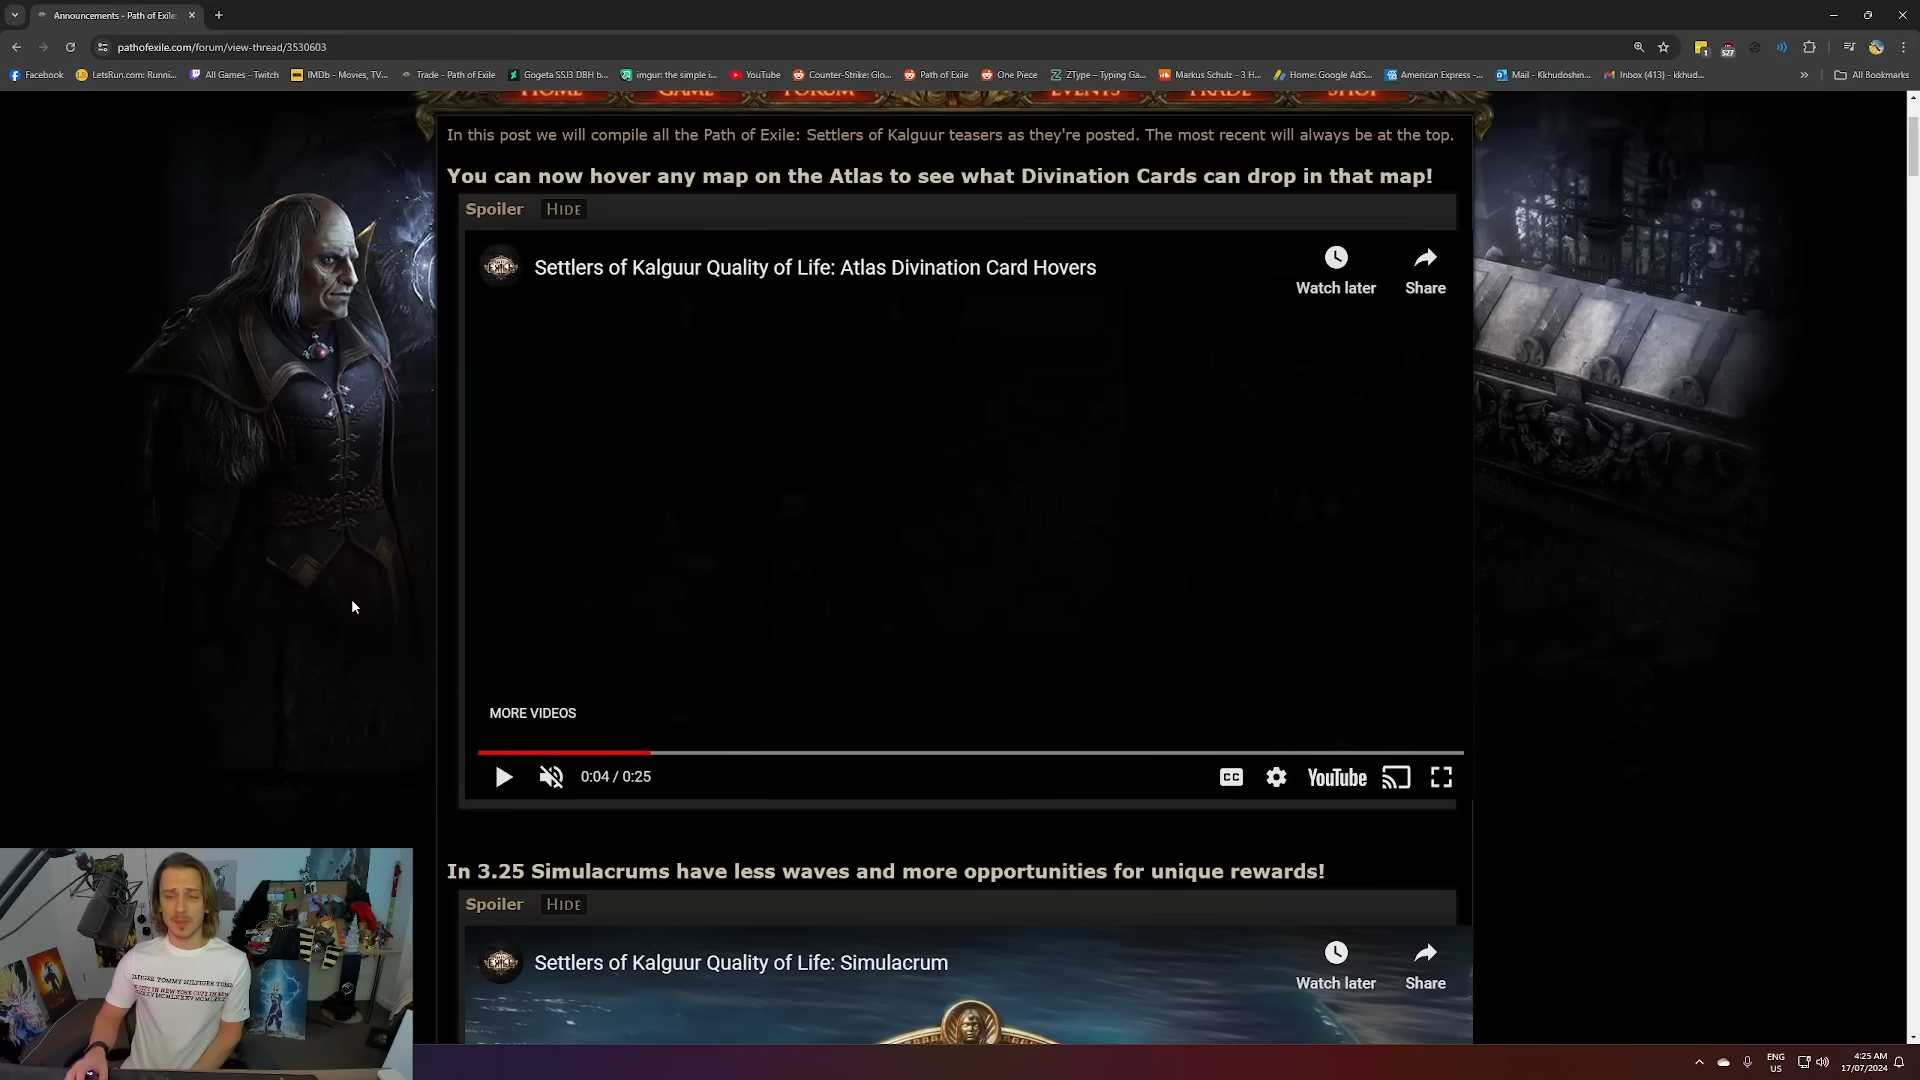 Announcements - Path of Exile
pathofexile.com/forum/view-thread/3530603
Facebook
LetsRun.com: Runni...
All Games - Twitch
IMDb - Movies, TV...
Trade - Path of Exile
Gogeta SSJ3 DBH b...
imgur: the simple i...
YouTube
Counter-Strike: Glo...
Path of Exile
One Piece
ZType – Typing Ga...
Markus Schulz - 3 H...
Home: Google AdS...
American Express -...
Mail - Kkhudoshin...
Inbox (413) - kkhud...
All Bookmarks
HOME
GAME
FORUM
EVENTS
TRADE
SHOP
In this post we will compile all the Path of Exile: Settlers of Kalguur teasers as they're posted. The most recent will always be at the top.
You can now hover any map on the Atlas to see what Divination Cards can drop in that map!
Spoiler HIDE
Settlers of Kalguur Quality of Life: Atlas Divination Card Hovers
Watch later
Share
MORE VIDEOS
0:04 / 0:25
CC
YouTube
In 3.25 Simulacrums have less waves and more opportunities for unique rewards!
Spoiler HIDE
Settlers of Kalguur Quality of Life: Simulacrum
Watch later
Share
ENG
US
4:25 AM
17/07/2024